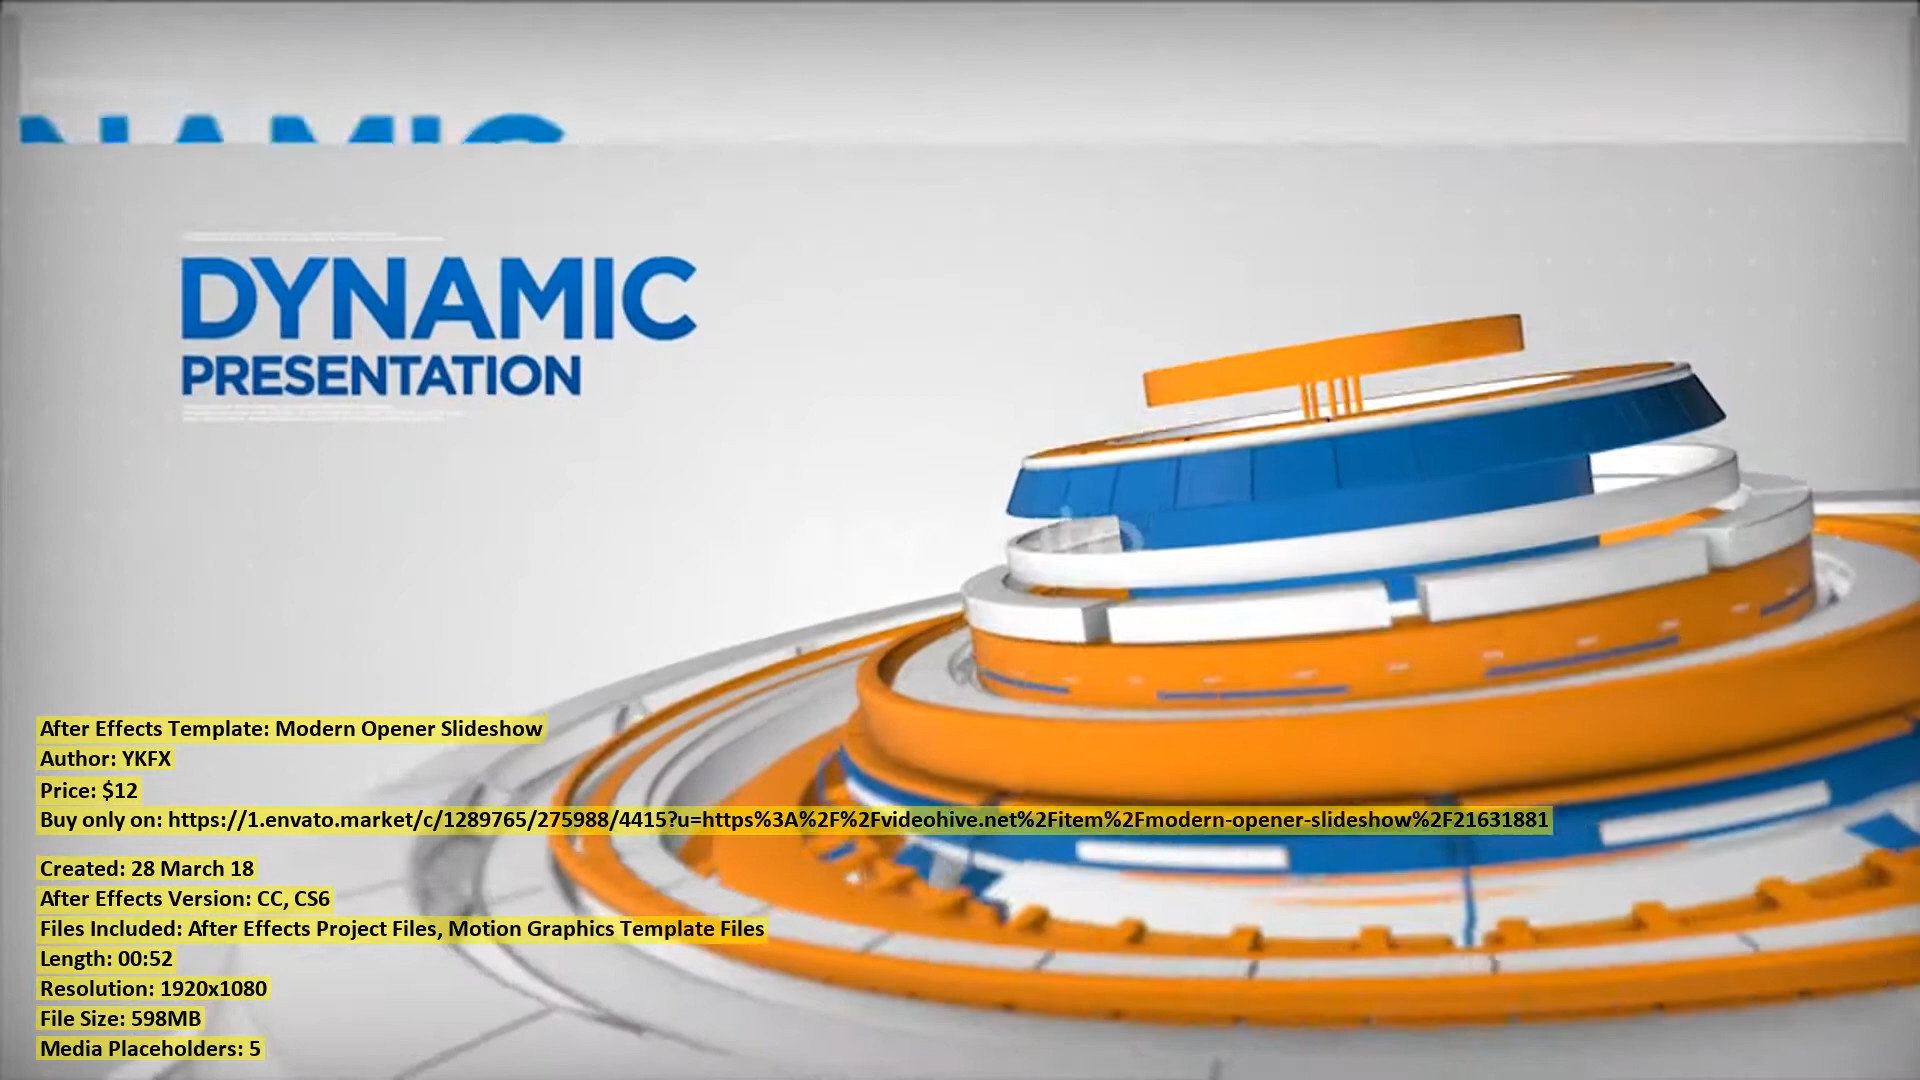 DYNAMIC
PRESENTATION
After Effects Template: Modern Opener Slideshow
Author: YKFX
Price: $12
Buy only on: https://1.envato.market/c/1289765/275988/4415?u=https%3A%2F%2Fvideohive.net%2Fitem%2Fmodern-opener-slideshow%2F21631881
Created: 28 March 18
After Effects Version: CC, CS6
Files Included: After Effects Project Files, Motion Graphics Template Files
Length: 00:52
Resolution: 1920x1080
File Size: 598MB
Media Placeholders: 5